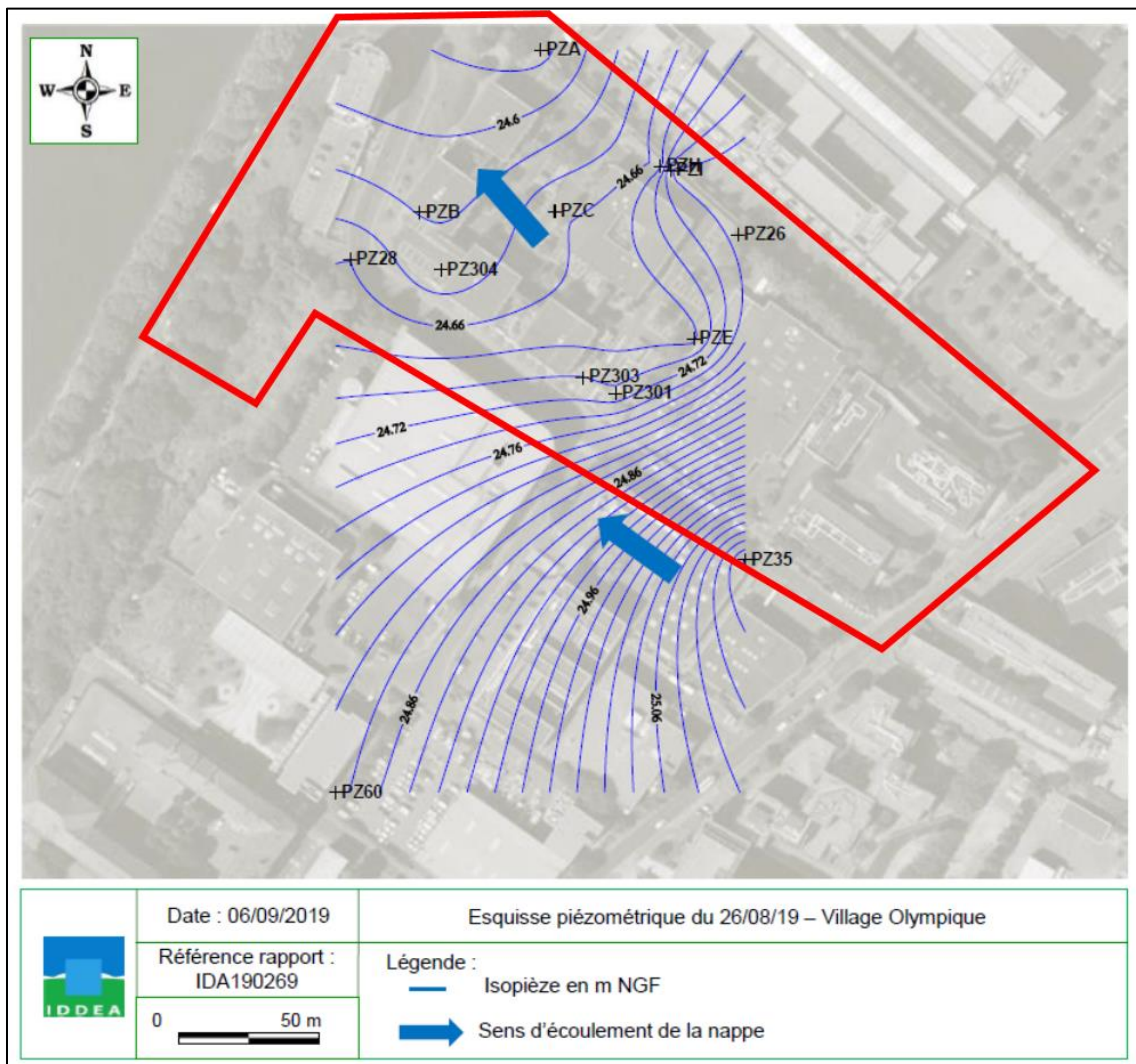 N
W E
S
PZA
24.6
PZH
PZI
24.66
PZB
PZC
PZ26
PZ28
PZ304
24.66
PZE
24.72
PZ303
PZ301
24.72
24.76
24.86
PZ35
24.96
24.86
25.06
PZ60
IDDEA
Date : 06/09/2019
Référence rapport :
IDA190269
0 50 m
Esquisse piézométrique du 26/08/19 – Village Olympique
Légende :
Isopièze en m NGF
Sens d'écoulement de la nappe